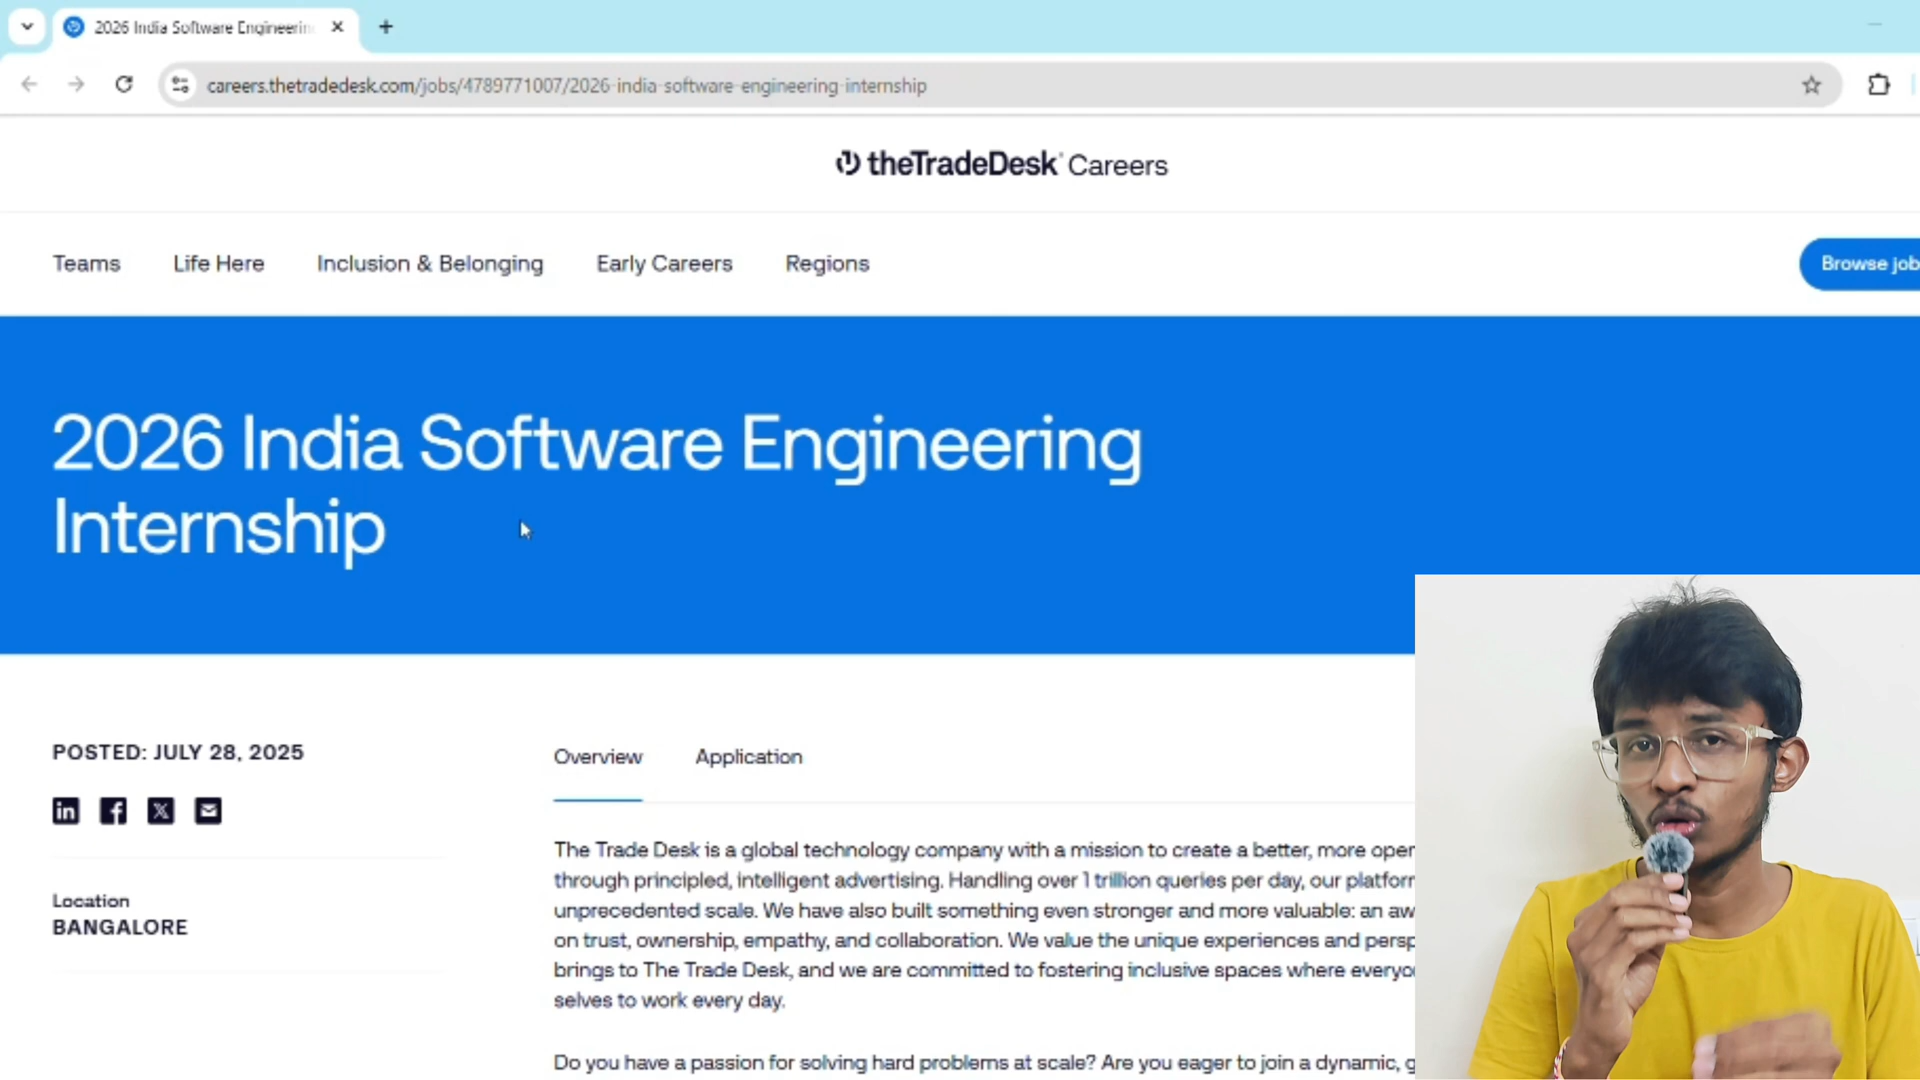 2026 India Software Engineerin
careers.thetradedesk.com/jobs/4789771007/2026-india-software-engineering-internship
theTradeDesk Careers
Teams Life Here Inclusion & Belonging Early Careers Regions
Browse job
2026 India Software Engineering
Internship
POSTED: JULY 28, 2025
Overview Application
in f X
Location
BANGALORE
The Trade Desk is a global technology company with a mission to create a better, more oper
through principled, intelligent advertising. Handling over 1 trillion queries per day, our platforr
unprecedented scale. We have also built something even stronger and more valuable: an aw
on trust, ownership, empathy, and collaboration. We value the unique experiences and persp
brings to The Trade Desk, and we are committed to fostering inclusive spaces where everyo
selves to work every day.
Do you have a passion for solving hard problems at scale? Are you eager to join a dynamic, g